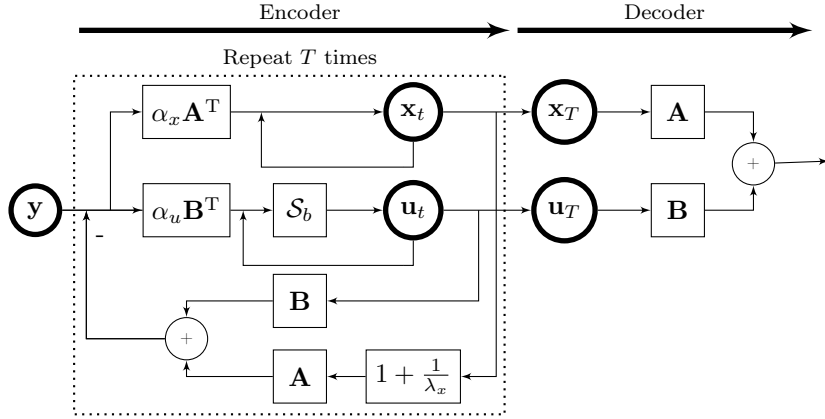 Encoder
Decoder
Repeat T times
α_x A^T
x_t
x_T
A
+
y
-
α_u B^T
S_b
u_t
u_T
B
B
+
A
1 + 1/λ_x